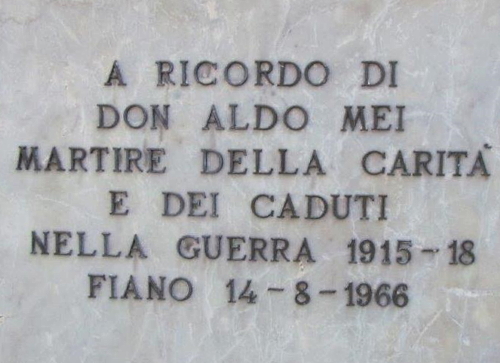 A RICORDO DI
DON ALDO MEI
MARTIRE DELLA CARITÀ
E DEI CADUTI
NELLA GUERRA 1915-18
FIANO 14-8-1966